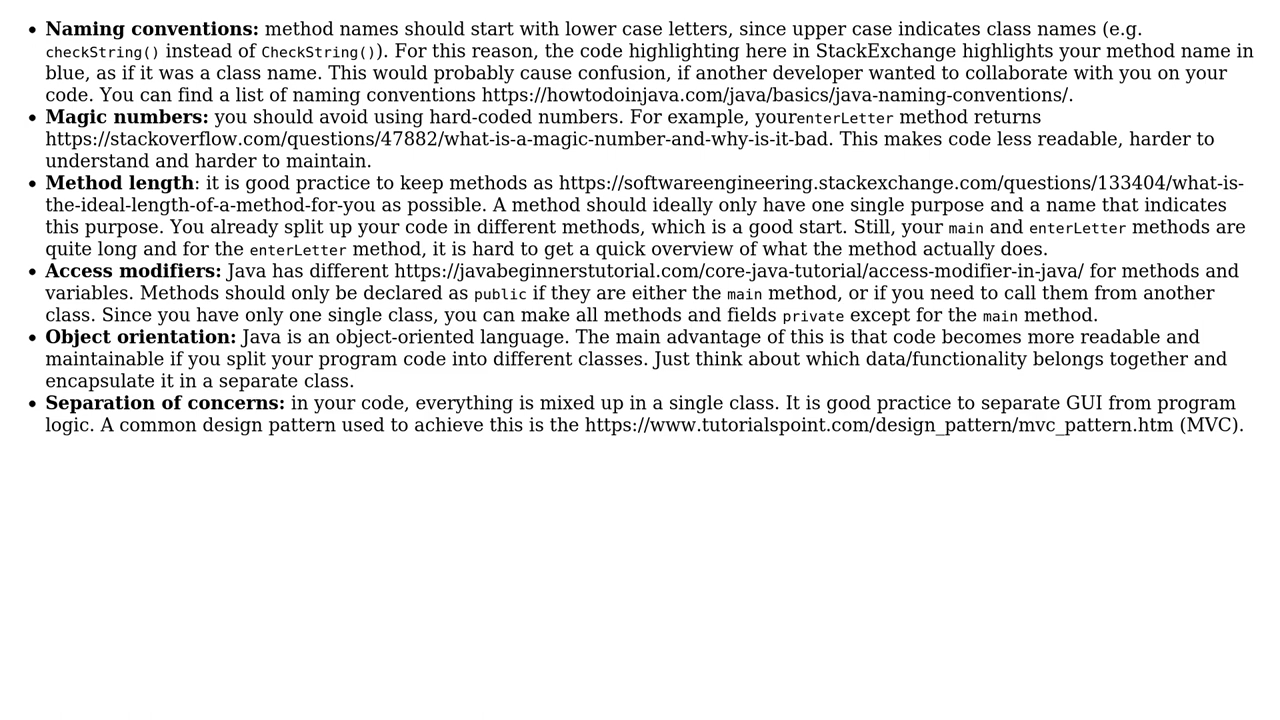 • Naming conventions: method names should start with lower case letters, since upper case indicates class names (e.g.
checkString() instead of CheckString()). For this reason, the code highlighting here in StackExchange highlights your method name in
blue, as if it was a class name. This would probably cause confusion, if another developer wanted to collaborate with you on your
code. You can find a list of naming conventions https://howtodoinjava.com/java/basics/java-naming-conventions/.
• Magic numbers: you should avoid using hard-coded numbers. For example, yourenterLetter method returns
https://stackoverflow.com/questions/47882/what-is-a-magic-number-and-why-is-it-bad. This makes code less readable, harder to
understand and harder to maintain.
• Method length: it is good practice to keep methods as https://softwareengineering.stackexchange.com/questions/133404/what-is-
the-ideal-length-of-a-method-for-you as possible. A method should ideally only have one single purpose and a name that indicates
this purpose. You already split up your code in different methods, which is a good start. Still, your main and enterLetter methods are
quite long and for the enterLetter method, it is hard to get a quick overview of what the method actually does.
• Access modifiers: Java has different https://javabeginnerstutorial.com/core-java-tutorial/access-modifier-in-java/ for methods and
variables. Methods should only be declared as public if they are either the main method, or if you need to call them from another
class. Since you have only one single class, you can make all methods and fields private except for the main method.
• Object orientation: Java is an object-oriented language. The main advantage of this is that code becomes more readable and
maintainable if you split your program code into different classes. Just think about which data/functionality belongs together and
encapsulate it in a separate class.
• Separation of concerns: in your code, everything is mixed up in a single class. It is good practice to separate GUI from program
logic. A common design pattern used to achieve this is the https://www.tutorialspoint.com/design_pattern/mvc_pattern.htm (MVC).